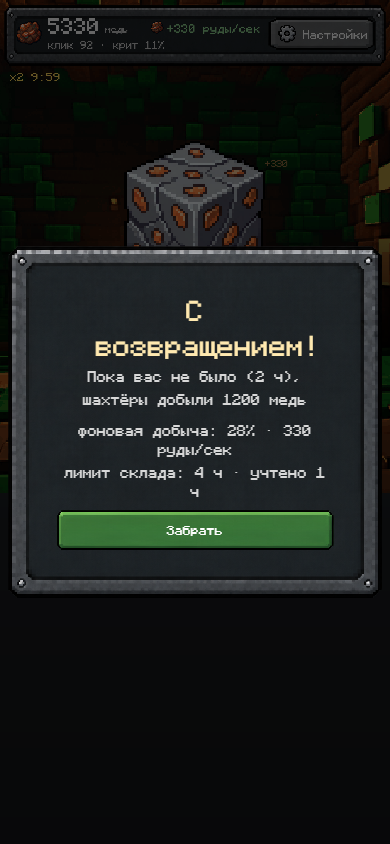 5330 медь +330 руды/сек Настройки
клик 92 · крит 11%
x2 9:59
+330
С
возвращением!
Пока вас не было (2 ч),
шахтёры добыли 1200 медь
фоновая добыча: 28% · 330
руды/сек
лимит склада: 4 ч · учтено 1
ч
Забрать